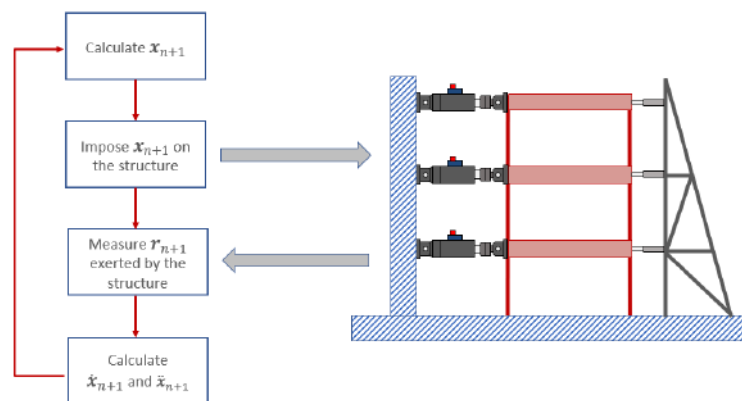 Calculate 𝒙ₙ₊₁
Impose 𝒙ₙ₊₁ on
the structure
Measure 𝒓ₙ₊₁
exerted by the
structure
Calculate
𝒙̇ₙ₊₁ and 𝒙̈ₙ₊₁